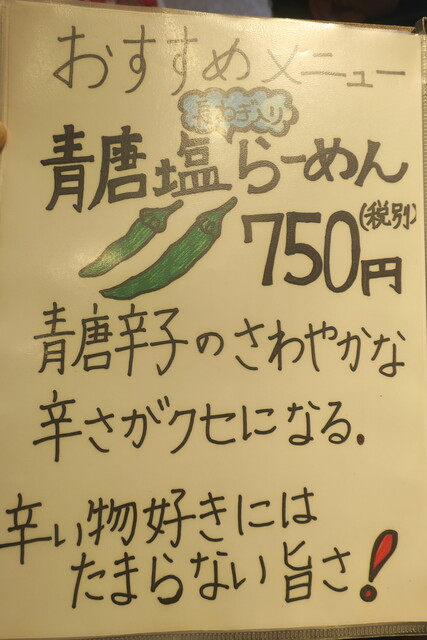 おすすめメニュー
青唐塩らーめん
750円(税別)
青唐辛子のさわやかな
辛さがクセになる.
辛い物好きには
たまらない旨さ!